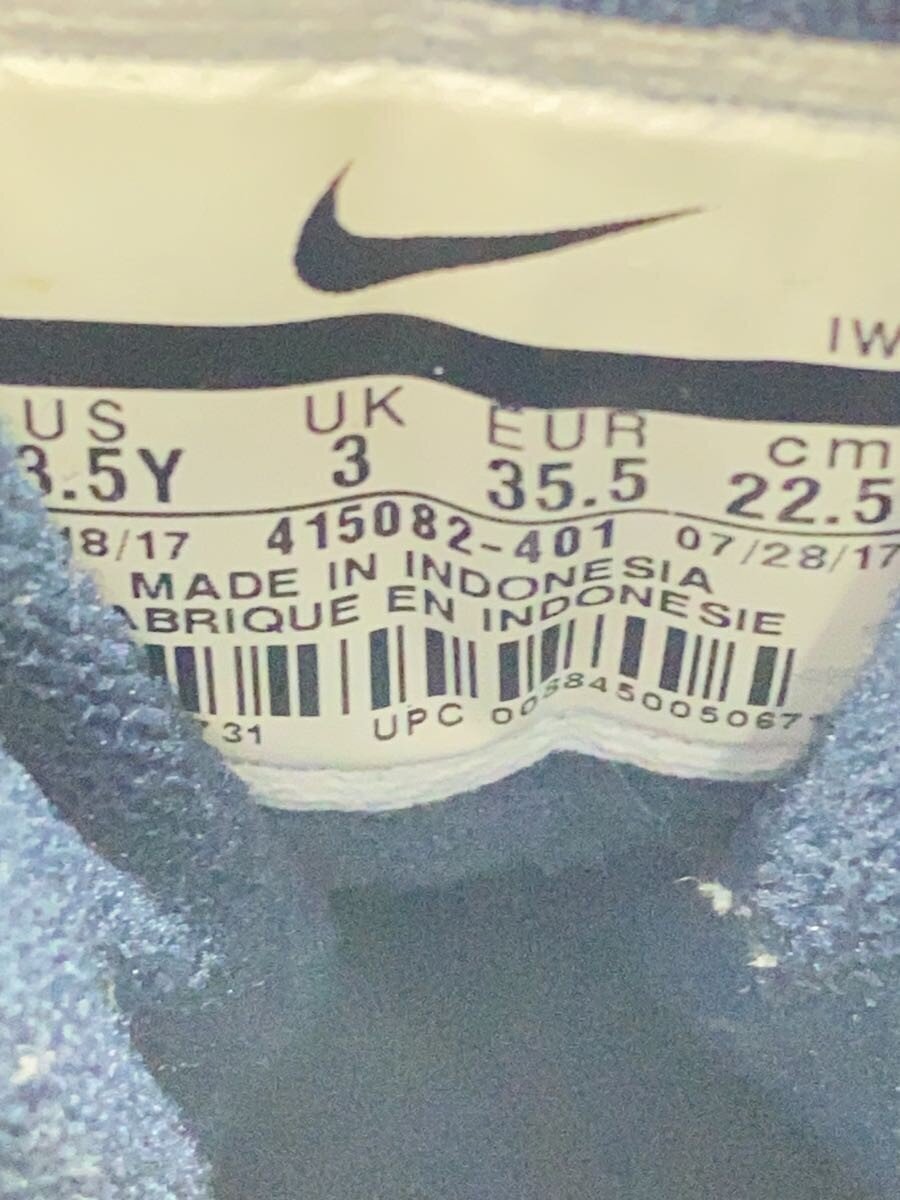 IW
US UK EUR cm
3.5Y 3 35.5 22.5
18/17 415082-401 07/28/17
MADE IN INDONESIA
ABRIQUE EN INDONESIE
31 UPC 00884500506